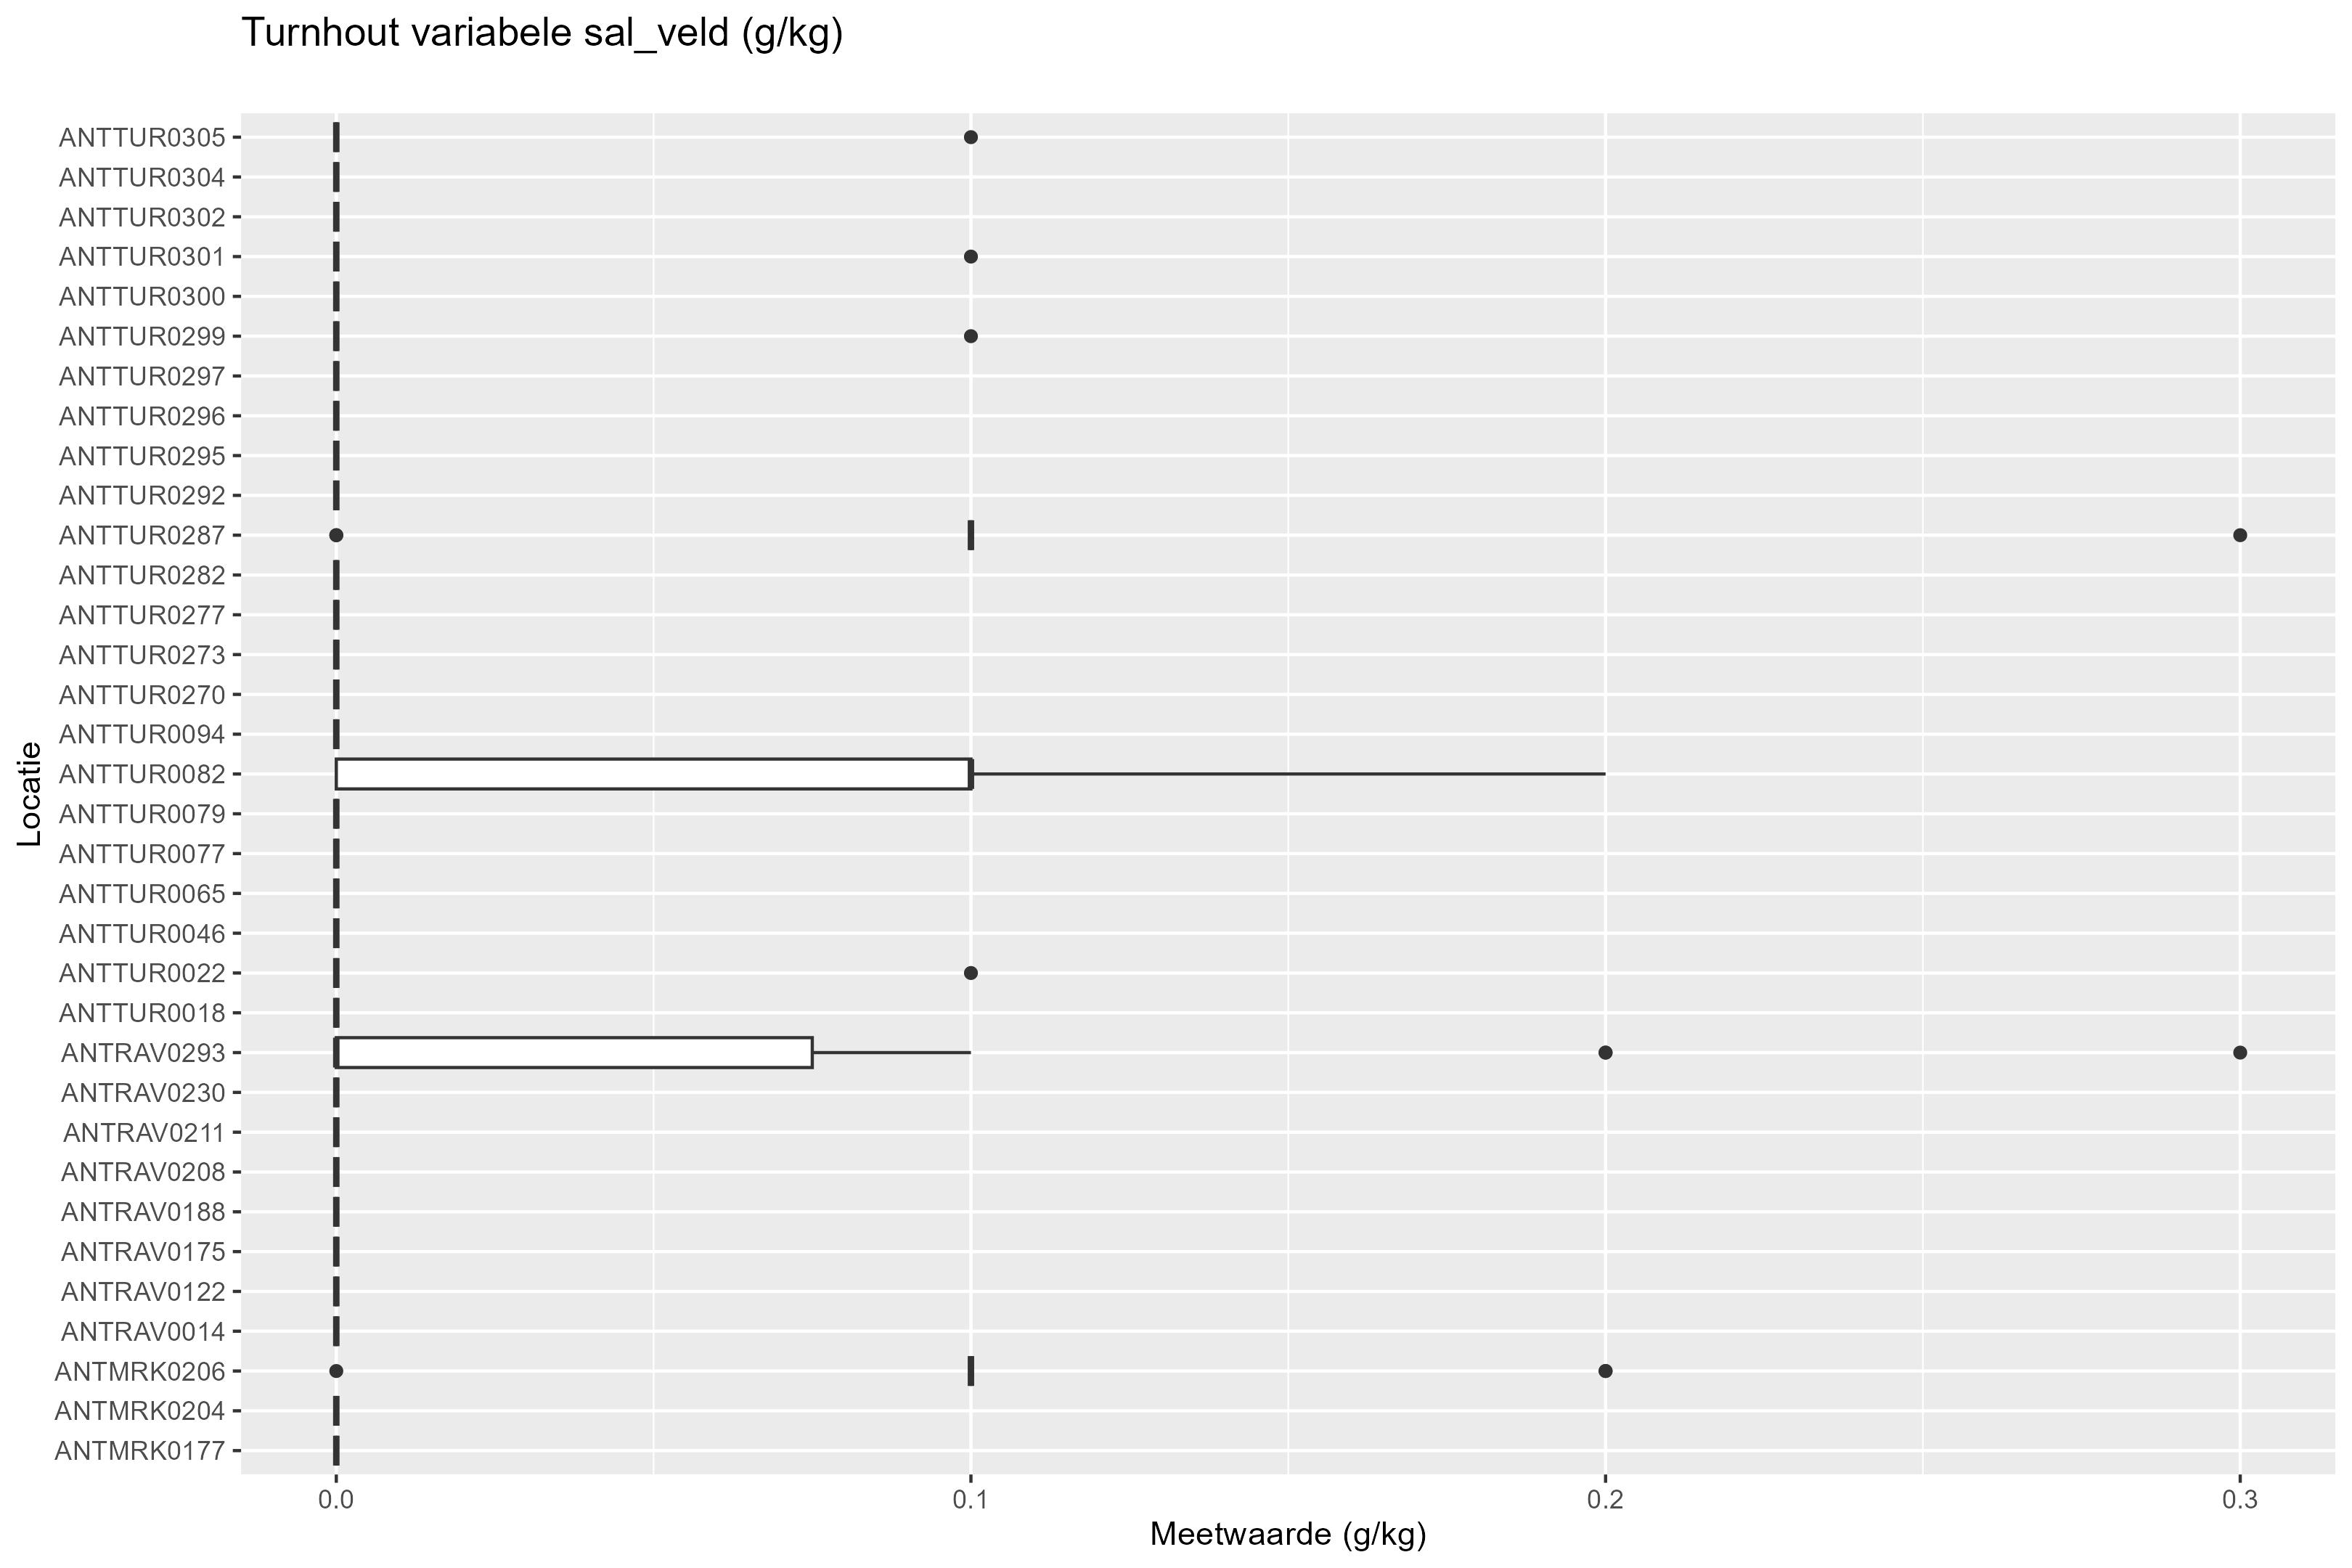 Turnhout variabele sal_veld (g/kg)
ANTTUR0305
ANTTUR0304
ANTTUR0302
ANTTUR0301
ANTTUR0300
ANTTUR0299
ANTTUR0297
ANTTUR0296
ANTTUR0295
ANTTUR0292
ANTTUR0287
ANTTUR0282
ANTTUR0277
ANTTUR0273
ANTTUR0270
ANTTUR0094
ANTTUR0082
ANTTUR0079
ANTTUR0077
ANTTUR0065
ANTTUR0046
ANTTUR0022
ANTTUR0018
ANTRAV0293
ANTRAV0230
ANTRAV0211
ANTRAV0208
ANTRAV0188
ANTRAV0175
ANTRAV0122
ANTRAV0014
ANTMRK0206
ANTMRK0204
ANTMRK0177
Locatie
0.0 0.1 0.2 0.3
Meetwaarde (g/kg)